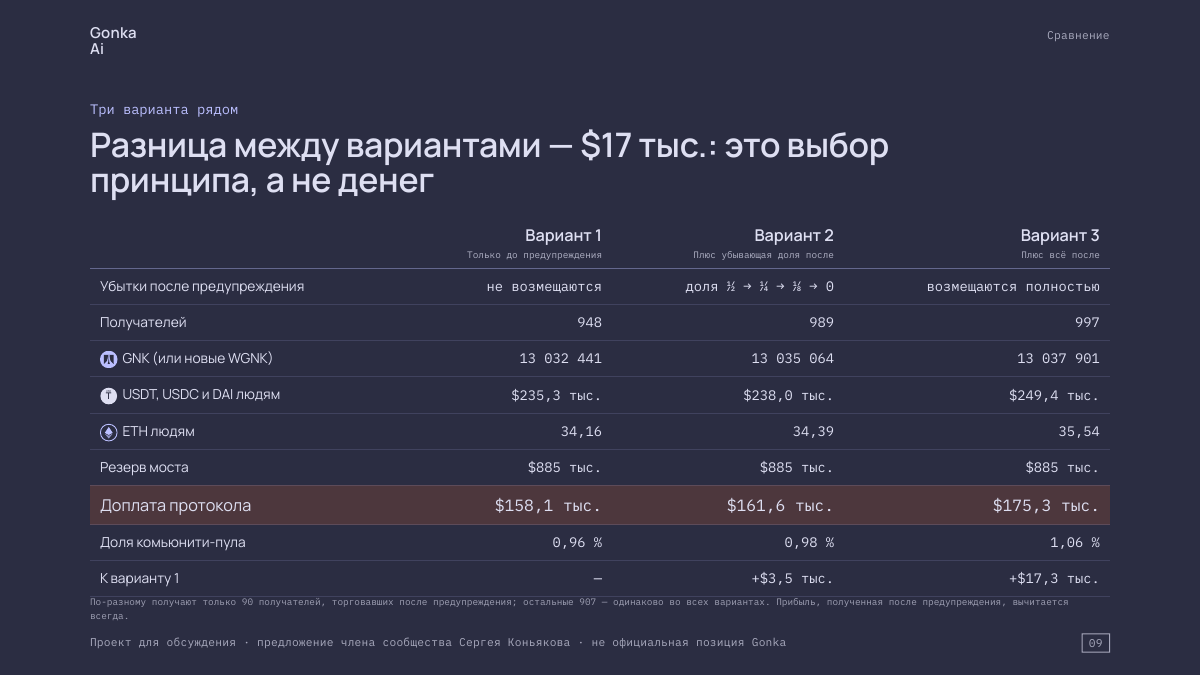 Gonka
Ai
Сравнение
Три варианта рядом
Разница между вариантами — $17 тыс.: это выбор
принципа, а не денег
Вариант 1 Вариант 2 Вариант 3
Только до предупреждения Плюс убывающая доля после Плюс всё после
Убытки после предупреждения не возмещаются доля ½ → ¼ → ⅛ → 0 возмещаются полностью
Получателей 948 989 997
GNK (или новые WGNK) 13 032 441 13 035 064 13 037 901
USDT, USDC и DAI людям $235,3 тыс. $238,0 тыс. $249,4 тыс.
ETH людям 34,16 34,39 35,54
Резерв моста $885 тыс. $885 тыс. $885 тыс.
Доплата протокола $158,1 тыс. $161,6 тыс. $175,3 тыс.
Доля комьюнити-пула 0,96 % 0,98 % 1,06 %
К варианту 1 — +$3,5 тыс. +$17,3 тыс.
По-разному получают только 90 получателей, торговавших после предупреждения; остальные 907 — одинаково во всех вариантах. Прибыль, полученная после предупреждения, вычитается
всегда.
Проект для обсуждения · предложение члена сообщества Сергея Коньякова · не официальная позиция Gonka
09